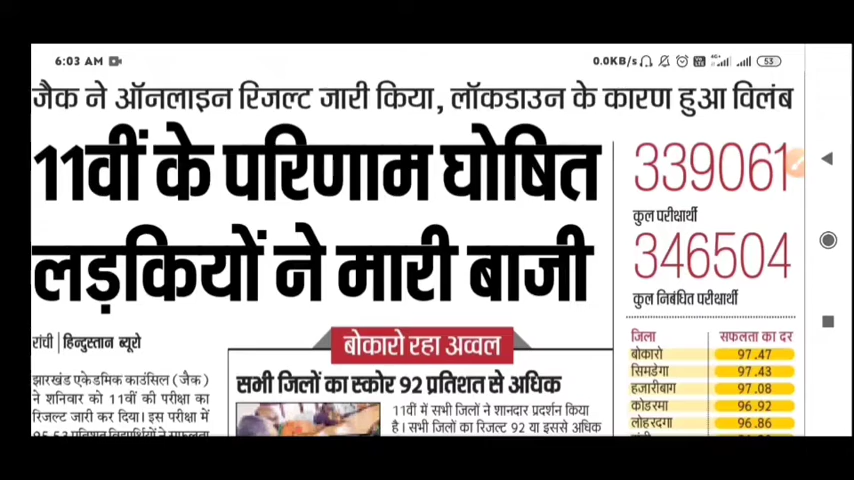 6:03 AM
0.0KB/s
53
जैक ने ऑनलाइन रिजल्ट जारी किया, लॉकडाउन के कारण हुआ विलंब
11वीं के परिणाम घोषित
लड़कियों ने मारी बाजी
339061
कुल परीक्षार्थी
346504
कुल निबंधित परीक्षार्थी
रांची | हिन्दुस्तान ब्यूरो
झारखंड एकेडमिक काउंसिल (जैक)
ने शनिवार को 11वीं की परीक्षा का
रिजल्ट जारी कर दिया। इस परीक्षा में
बोकारो रहा अव्वल
सभी जिलों का स्कोर 92 प्रतिशत से अधिक
11वीं में सभी जिलों ने शानदार प्रदर्शन किया
है। सभी जिलों का रिजल्ट 92 या इससे अधिक
जिला सफलता का दर
बोकारो 97.47
सिमडेगा 97.43
हजारीबाग 97.08
कोडरमा 96.92
लोहरदगा 96.86